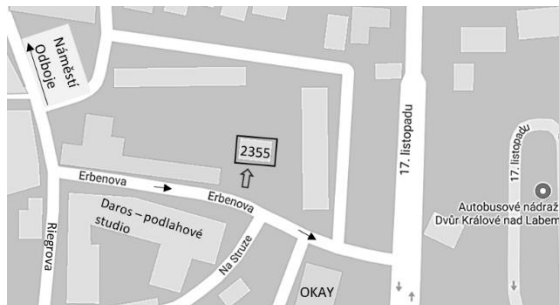 Náměstí
Odboje
2355
17. listopadu
17. listopadu
Erbenova
Erbenova
Autobusové nádraž
Dvůr Králové nad Labem
Daros – podlahové
studio
Riegrova
Na Struze
OKAY